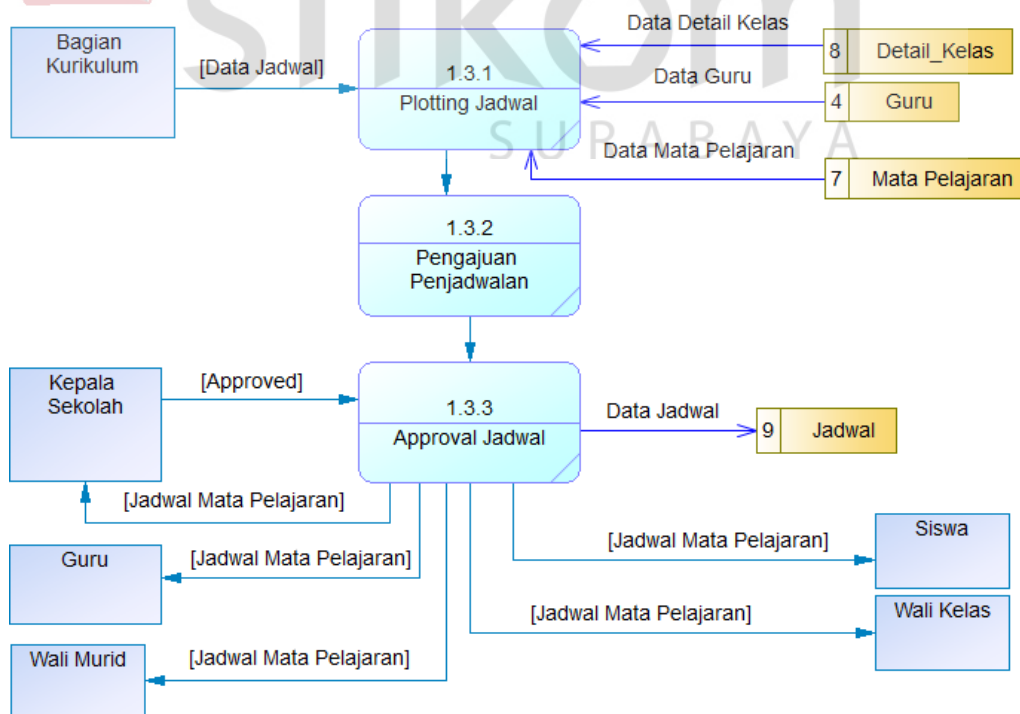 stikom
SURABAYA
Bagian
Kurikulum
[Data Jadwal]
1.3.1
Plotting Jadwal
Data Detail Kelas
8 Detail_Kelas
Data Guru
4 Guru
Data Mata Pelajaran
7 Mata Pelajaran
1.3.2
Pengajuan
Penjadwalan
Kepala
Sekolah
[Approved]
1.3.3
Approval Jadwal
Data Jadwal
9 Jadwal
[Jadwal Mata Pelajaran]
Guru
[Jadwal Mata Pelajaran]
[Jadwal Mata Pelajaran]
Siswa
[Jadwal Mata Pelajaran]
Wali Kelas
Wali Murid
[Jadwal Mata Pelajaran]